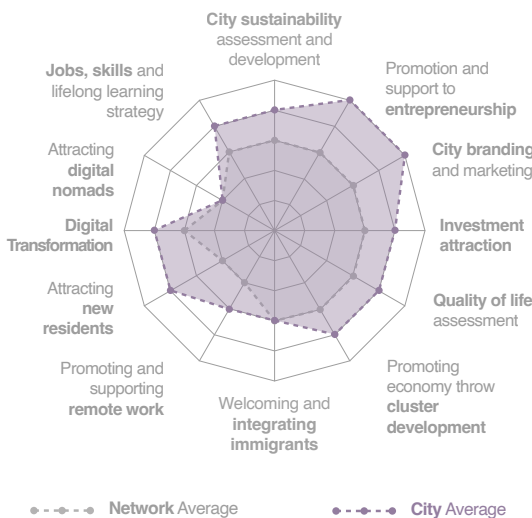 City sustainability
assessment and
development
Promotion and
support to
entrepreneurship
City branding
and marketing
Investment
attraction
Quality of life
assessment
Promoting
economy throw
cluster
development
Welcoming and
integrating
immigrants
Promoting and
supporting
remote work
Attracting
new
residents
Digital
Transformation
Attracting
digital
nomads
Jobs, skills and
lifelong learning
strategy
Network Average
City Average